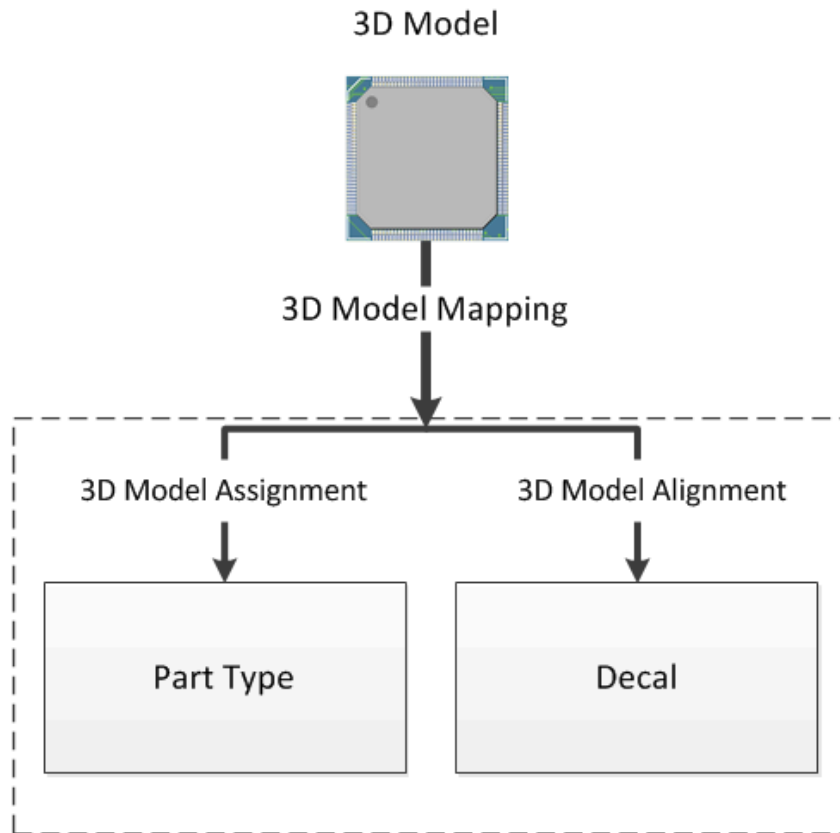 3D Model
3D Model Mapping
3D Model Assignment
3D Model Alignment
Part Type
Decal